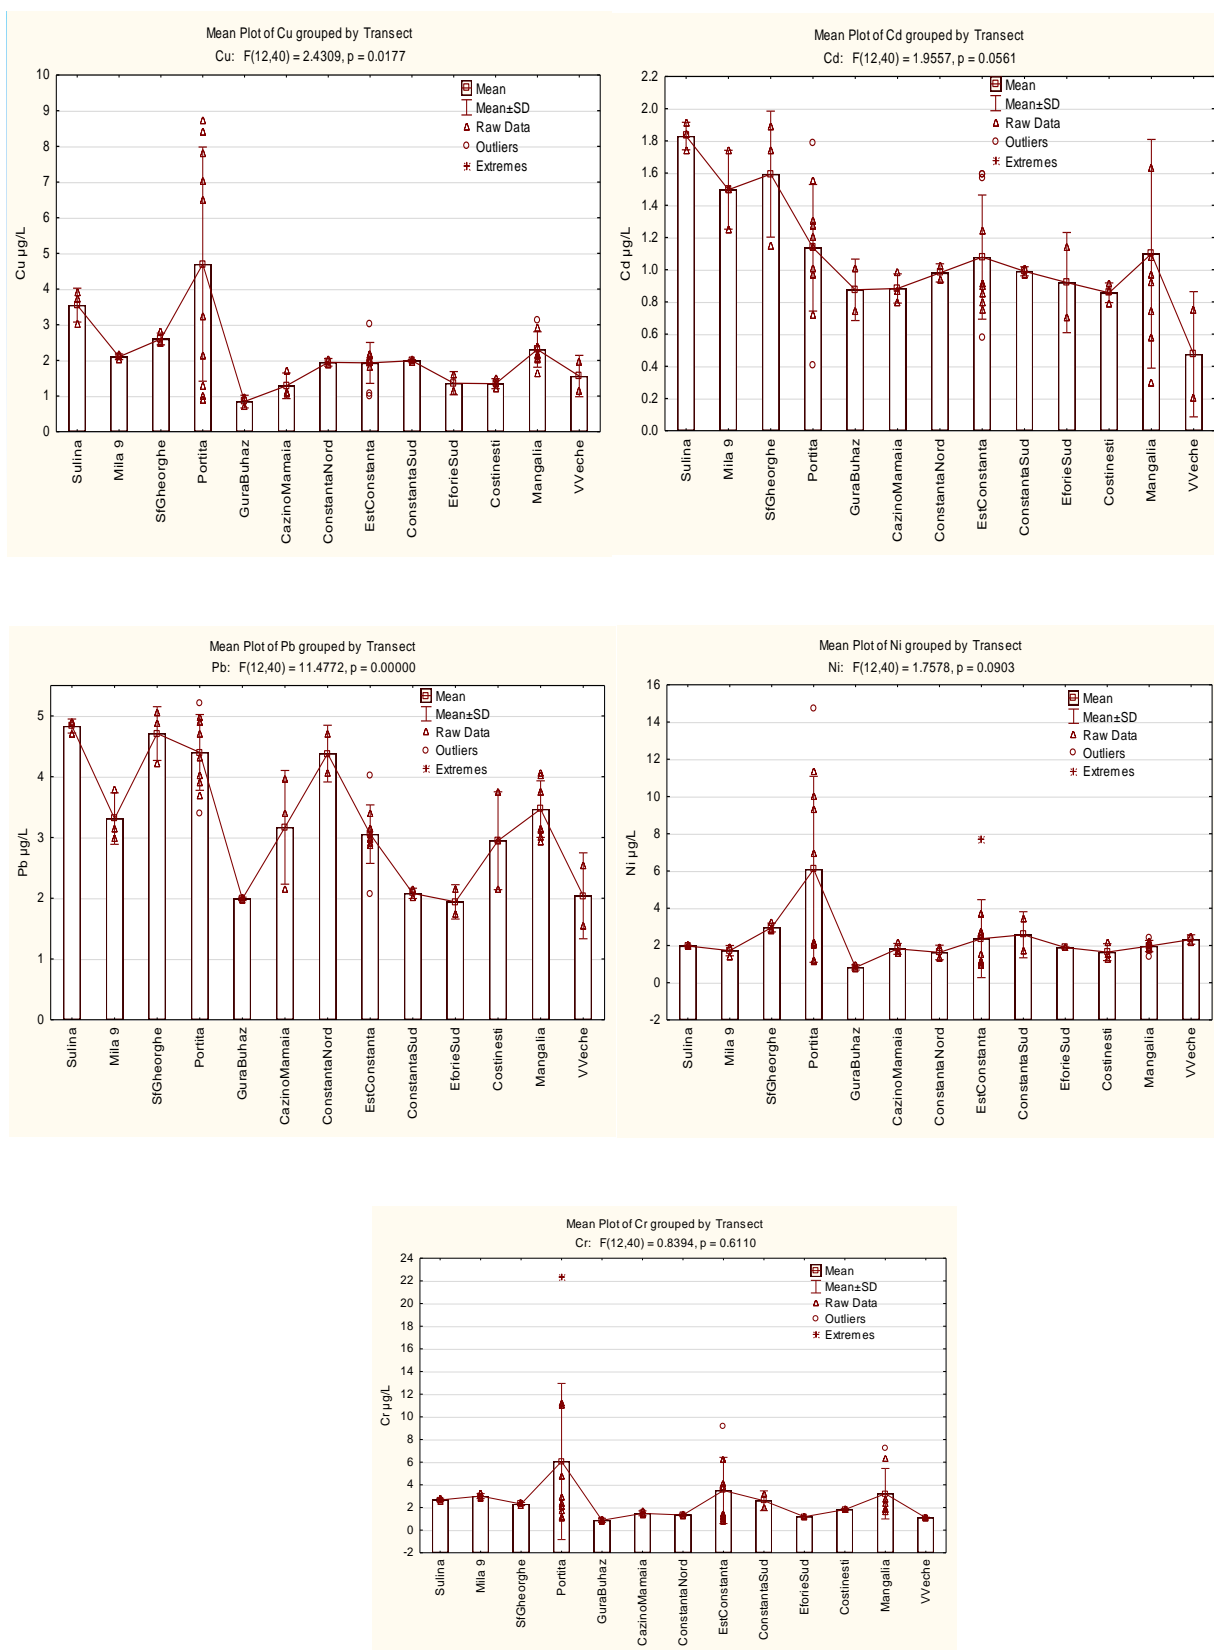 Mean Plot of Cu grouped by Transect
Cu: F(12,40) = 2.4309, p = 0.0177
10
9
8
7
6
5
4
3
2
1
0
Cu µg/L
Mean
Mean±SD
Raw Data
Outliers
Extremes
Sulina
Mila 9
SfGheorghe
Portita
GuraBuhaz
CazinoMamaia
ConstantaNord
EstConstanta
ConstantaSud
EforieSud
Costinesti
Mangalia
VVeche
Mean Plot of Cd grouped by Transect
Cd: F(12,40) = 1.9557, p = 0.0561
2.2
2.0
1.8
1.6
1.4
1.2
1.0
0.8
0.6
0.4
0.2
0.0
Cd µg/L
Mean
Mean±SD
Raw Data
Outliers
Extremes
Sulina
Mila 9
SfGheorghe
Portita
GuraBuhaz
CazinoMamaia
ConstantaNord
EstConstanta
ConstantaSud
EforieSud
Costinesti
Mangalia
VVeche
Mean Plot of Pb grouped by Transect
Pb: F(12,40) = 11.4772, p = 0.00000
5
4
3
2
1
0
Pb µg/L
Mean
Mean±SD
Raw Data
Outliers
Extremes
Sulina
Mila 9
SfGheorghe
Portita
GuraBuhaz
CazinoMamaia
ConstantaNord
EstConstanta
ConstantaSud
EforieSud
Costinesti
Mangalia
VVeche
Mean Plot of Ni grouped by Transect
Ni: F(12,40) = 1.7578, p = 0.0903
16
14
12
10
8
6
4
2
0
-2
Ni µg/L
Mean
Mean±SD
Raw Data
Outliers
Extremes
Sulina
Mila 9
SfGheorghe
Portita
GuraBuhaz
CazinoMamaia
ConstantaNord
EstConstanta
ConstantaSud
EforieSud
Costinesti
Mangalia
VVeche
Mean Plot of Cr grouped by Transect
Cr: F(12,40) = 0.8394, p = 0.6110
24
22
20
18
16
14
12
10
8
6
4
2
0
-2
Cr µg/L
Mean
Mean±SD
Raw Data
Outliers
Extremes
Sulina
Mila 9
SfGheorghe
Portita
GuraBuhaz
CazinoMamaia
ConstantaNord
EstConstanta
ConstantaSud
EforieSud
Costinesti
Mangalia
VVeche